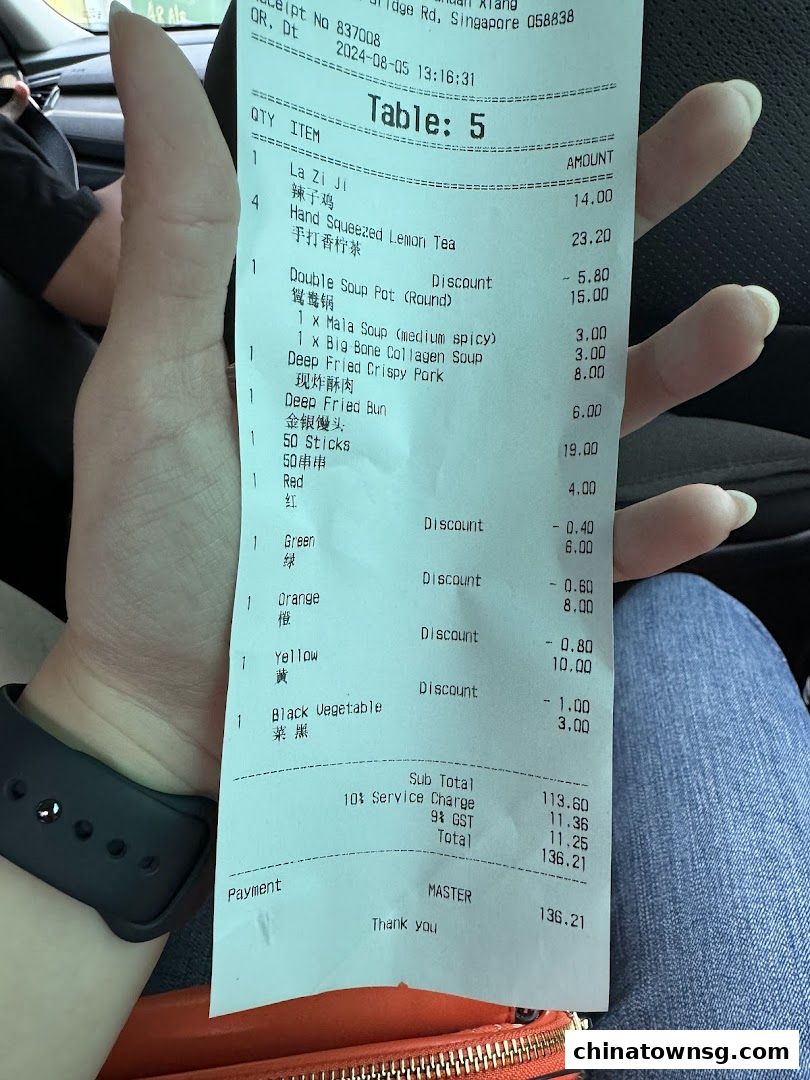 Bridge Rd, Singapore 058838
Receipt No 837008
QR, Dt 2024-08-05 13:16:31
Table: 5
QTY ITEM AMOUNT
1 La Zi Ji 14.00
辣子鸡
4 Hand Squeezed Lemon Tea 23.20
手打香柠茶
Discount - 5.80
1 Double Soup Pot (Round) 15.00
鸳鸯锅
1 x Mala Soup (medium spicy) 3.00
1 x Big Bone Collagen Soup 3.00
1 Deep Fried Crispy Pork 8.00
现炸酥肉
1 Deep Fried Bun 6.00
金银馒头
1 50 Sticks 19.00
50串串
1 Red 4.00
红
Discount - 0.40
1 Green 6.00
绿
Discount - 0.60
1 Orange 8.00
橙
Discount - 0.80
1 Yellow 10.00
黄
Discount - 1.00
1 Black Vegetable 3.00
菜 黑
Sub Total 113.60
10% Service Charge 11.36
9% GST 11.25
Total 136.21
Payment MASTER 136.21
Thank you
chinatownsg.com